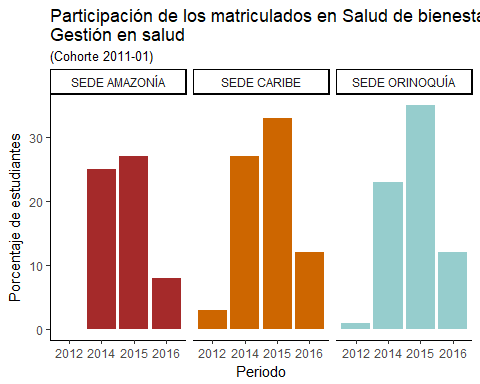 Participación de los matriculados en Salud de bienesta
Gestión en salud
(Cohorte 2011-01)
SEDE AMAZONÍA SEDE CARIBE SEDE ORINOQUÍA
Porcentaje de estudiantes
30
20
10
0
2012 2014 2015 2016 2012 2014 2015 2016 2012 2014 2015 2016
Periodo